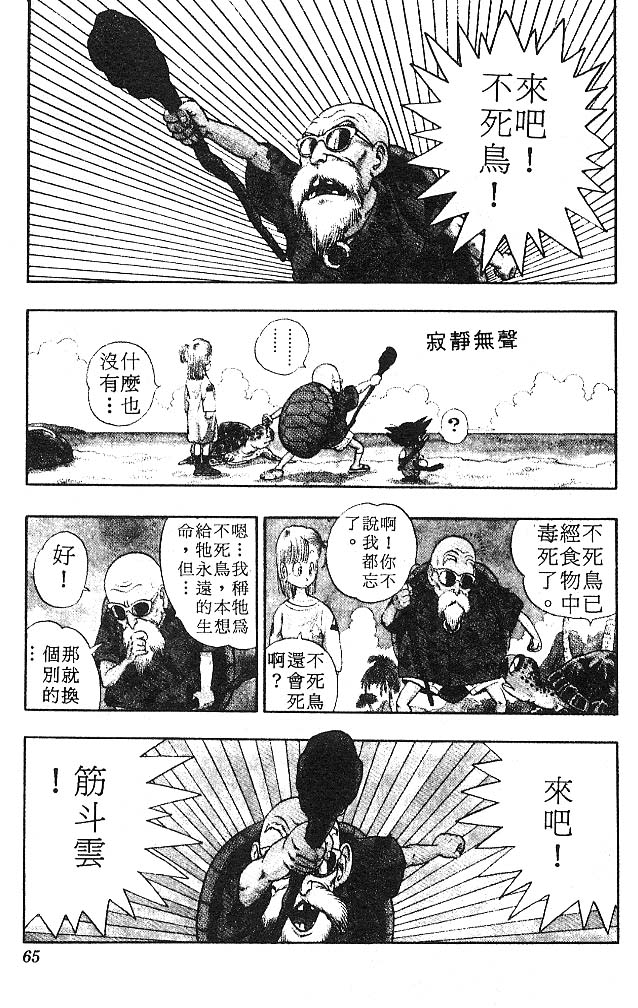 來吧！
不死鳥！
寂靜無聲
？
……
什麼也
沒有…
不死鳥已
經食物中
毒死了。
啊！你不
說我都忘
了。
不死鳥
還會死
啊？
嗯…我稱牠為
不死鳥，本想
給牠永遠的生
命，但…
好！
那就換
個別的
…
來吧！
筋斗雲
！
65